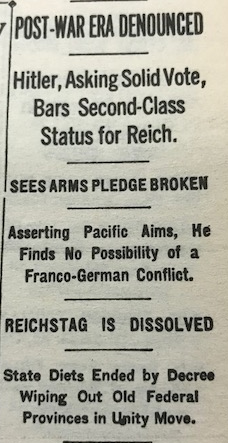 POST-WAR ERA DENOUNCED
Hitler, Asking Solid Vote,
Bars Second-Class
Status for Reich.
SEES ARMS PLEDGE BROKEN
Asserting Pacific Aims, He
Finds No Possibility of a
Franco-German Conflict.
REICHSTAG IS DISSOLVED
State Diets Ended by Decree
Wiping Out Old Federal
Provinces in Unity Move.